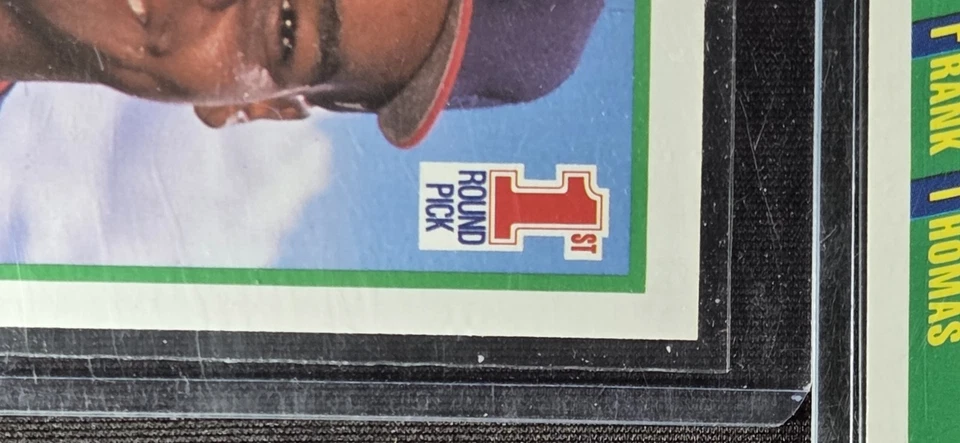 1ST
ROUND
PICK
FRANK THOMAS